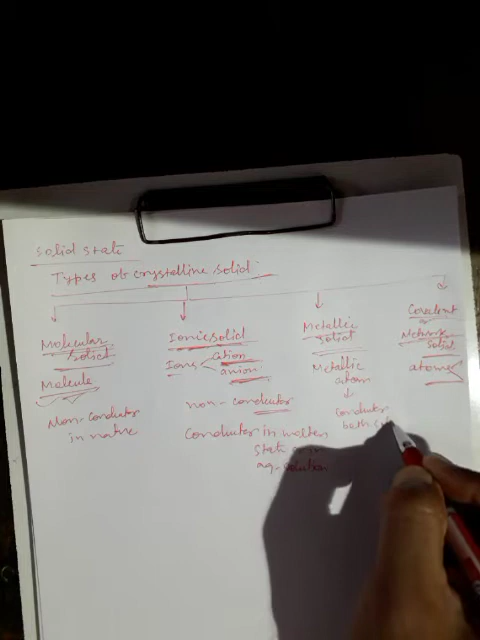 Solid state
Types of crystalline solid
Molecular
Solid
Molecule
Non-conductor
in nature
Ionic solid
Ions
cation
anion
non-conductor
Conductor in molten
state
aq-solution
Metallic
solid
Metallic
atom
Conductor
both
Covalent
or
Network
Solid
atoms